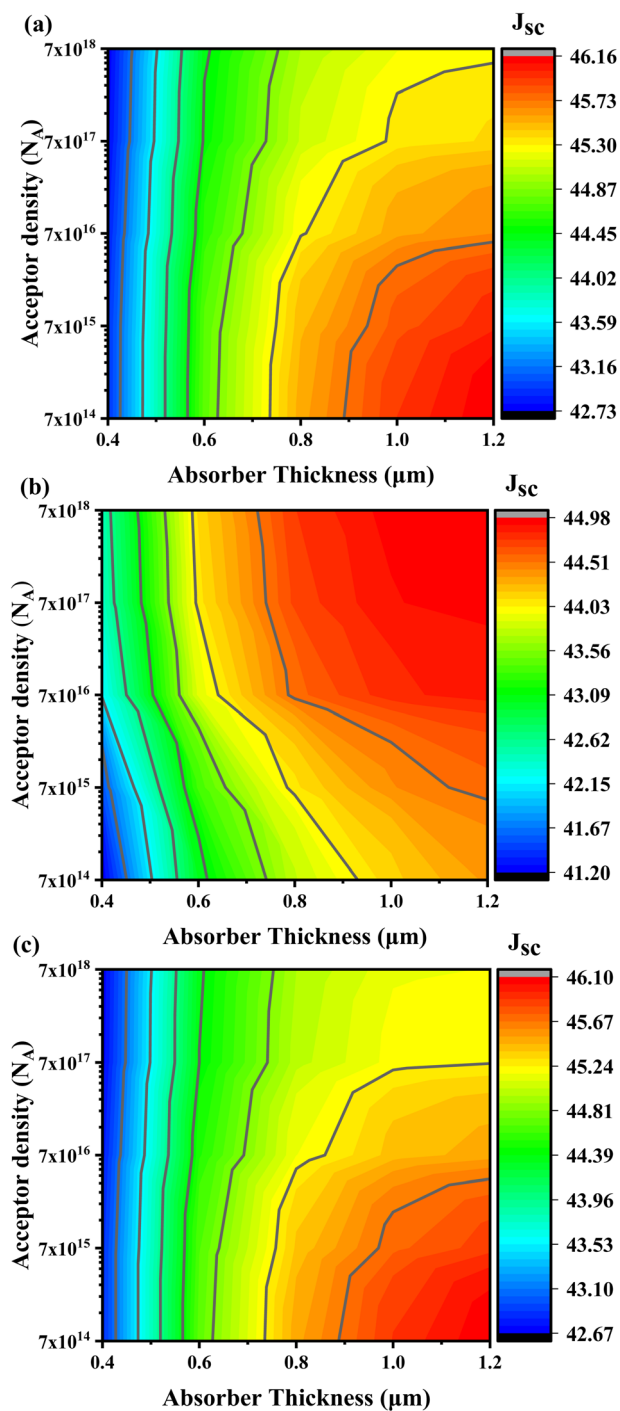 (a)
J_sc
Acceptor density (N_A)
7x10^18
7x10^17
7x10^16
7x10^15
7x10^14
0.4 0.6 0.8 1.0 1.2
Absorber Thickness (µm)
46.16
45.73
45.30
44.87
44.45
44.02
43.59
43.16
42.73
(b)
J_sc
Acceptor density (N_A)
7x10^18
7x10^17
7x10^16
7x10^15
7x10^14
0.4 0.6 0.8 1.0 1.2
Absorber Thickness (µm)
44.98
44.51
44.03
43.56
43.09
42.62
42.15
41.67
41.20
(c)
J_sc
Acceptor density (N_A)
7x10^18
7x10^17
7x10^16
7x10^15
7x10^14
0.4 0.6 0.8 1.0 1.2
Absorber Thickness (µm)
46.10
45.67
45.24
44.81
44.39
43.96
43.53
43.10
42.67